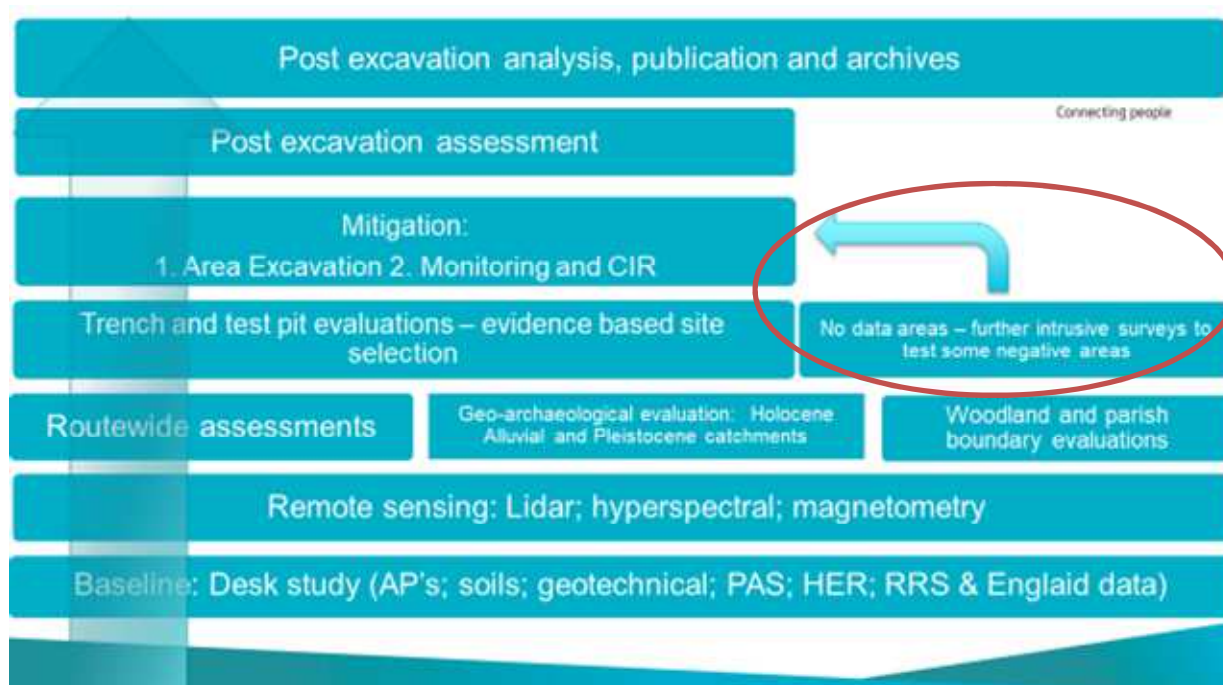 Post excavation analysis, publication and archives
Connecting people
Post excavation assessment
Mitigation:
1. Area Excavation 2. Monitoring and CIR
Trench and test pit evaluations – evidence based site
selection
No data areas – further intrusive surveys to
test some negative areas
Routewide assessments
Geo-archaeological evaluation: Holocene
Alluvial and Pleistocene catchments
Woodland and parish
boundary evaluations
Remote sensing: Lidar; hyperspectral; magnetometry
Baseline: Desk study (AP's; soils; geotechnical; PAS; HER; RRS & Englaid data)